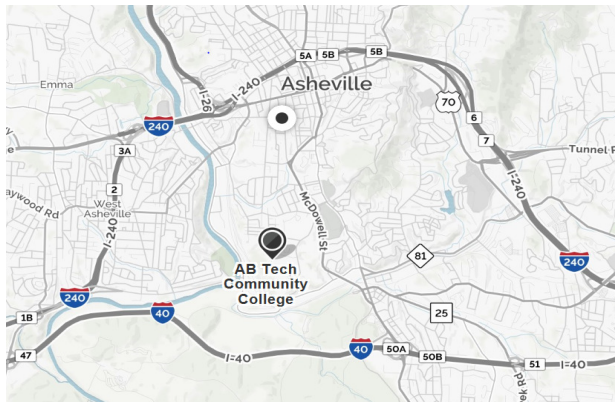 5A
5B
5B
Emma
Asheville
I-26
I-240
70
240
6
3A
7
Tunnel R
2
I-240
aywood Rd
West
Asheville
McDowell St
I-240
AB Tech
Community
College
81
240
240
1B
40
25
47
40
50A
50B
51
I-40
I-40
ek Rd